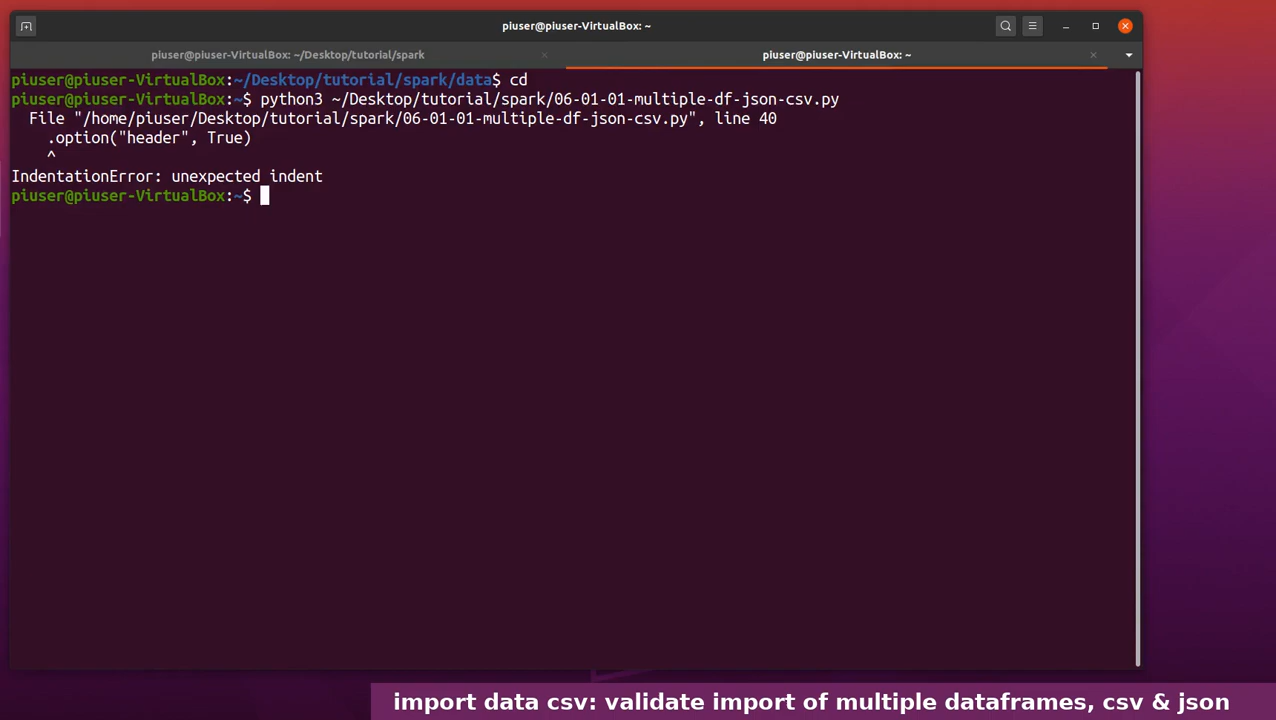 piuser@piuser-VirtualBox: ~
piuser@piuser-VirtualBox: ~/Desktop/tutorial/spark
piuser@piuser-VirtualBox: ~
piuser@piuser-VirtualBox:~/Desktop/tutorial/spark/data$ cd
piuser@piuser-VirtualBox:~$ python3 ~/Desktop/tutorial/spark/06-01-01-multiple-df-json-csv.py
File "/home/piuser/Desktop/tutorial/spark/06-01-01-multiple-df-json-csv.py", line 40
.option("header", True)
^
IndentationError: unexpected indent
piuser@piuser-VirtualBox:~$
import data csv: validate import of multiple dataframes, csv & json